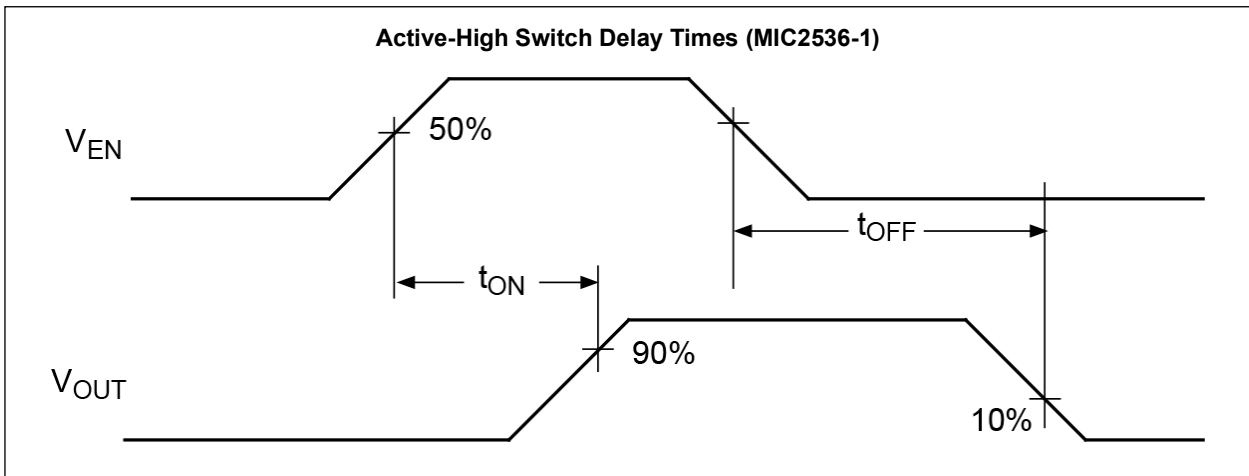 Active-High Switch Delay Times (MIC2536-1)
VEN
50%
tOFF
tON
90%
VOUT
10%